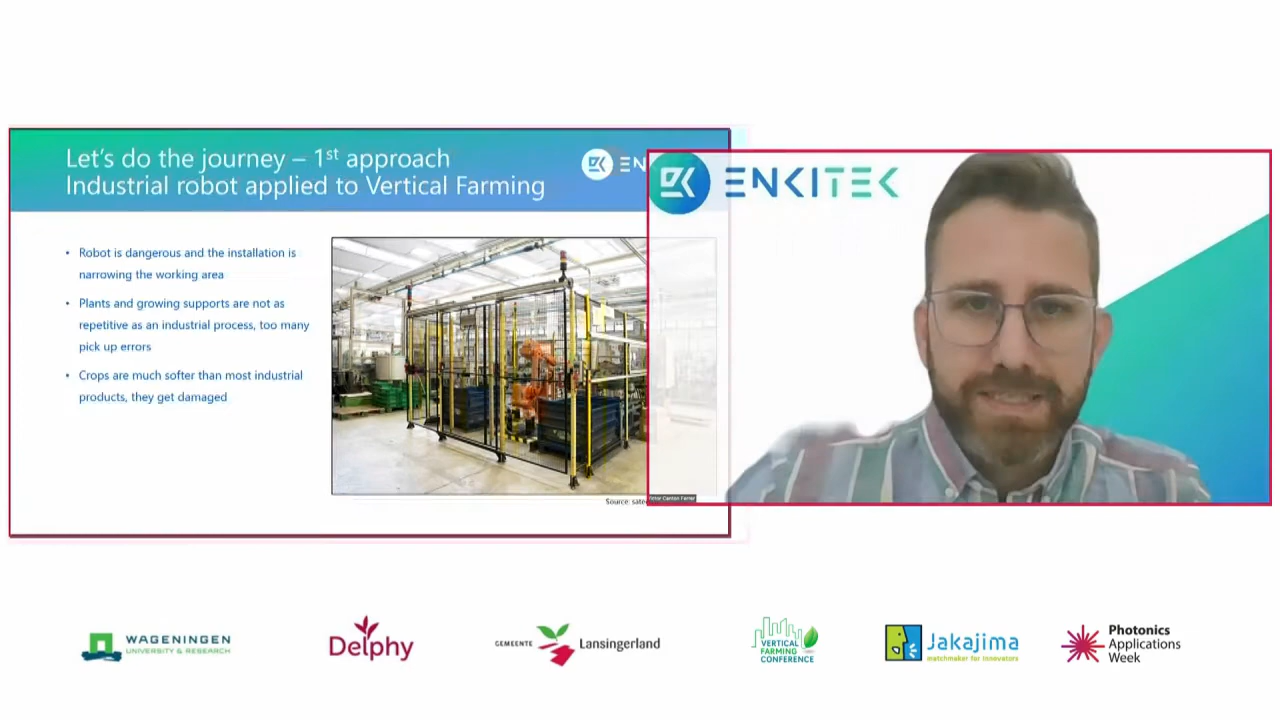 Let's do the journey – 1st approach
Industrial robot applied to Vertical Farming
EN
ENKITEK
• Robot is dangerous and the installation is
narrowing the working area
• Plants and growing supports are not as
repetitive as an industrial process, too many
pick up errors
• Crops are much softer than most industrial
products, they get damaged
Source:
WAGENINGEN
UNIVERSITY & RESEARCH
Delphy
GEMEENTE Lansingerland
VERTICAL
FARMING
CONFERENCE
Jakajima
matchmaker for innovators
Photonics
Applications
Week